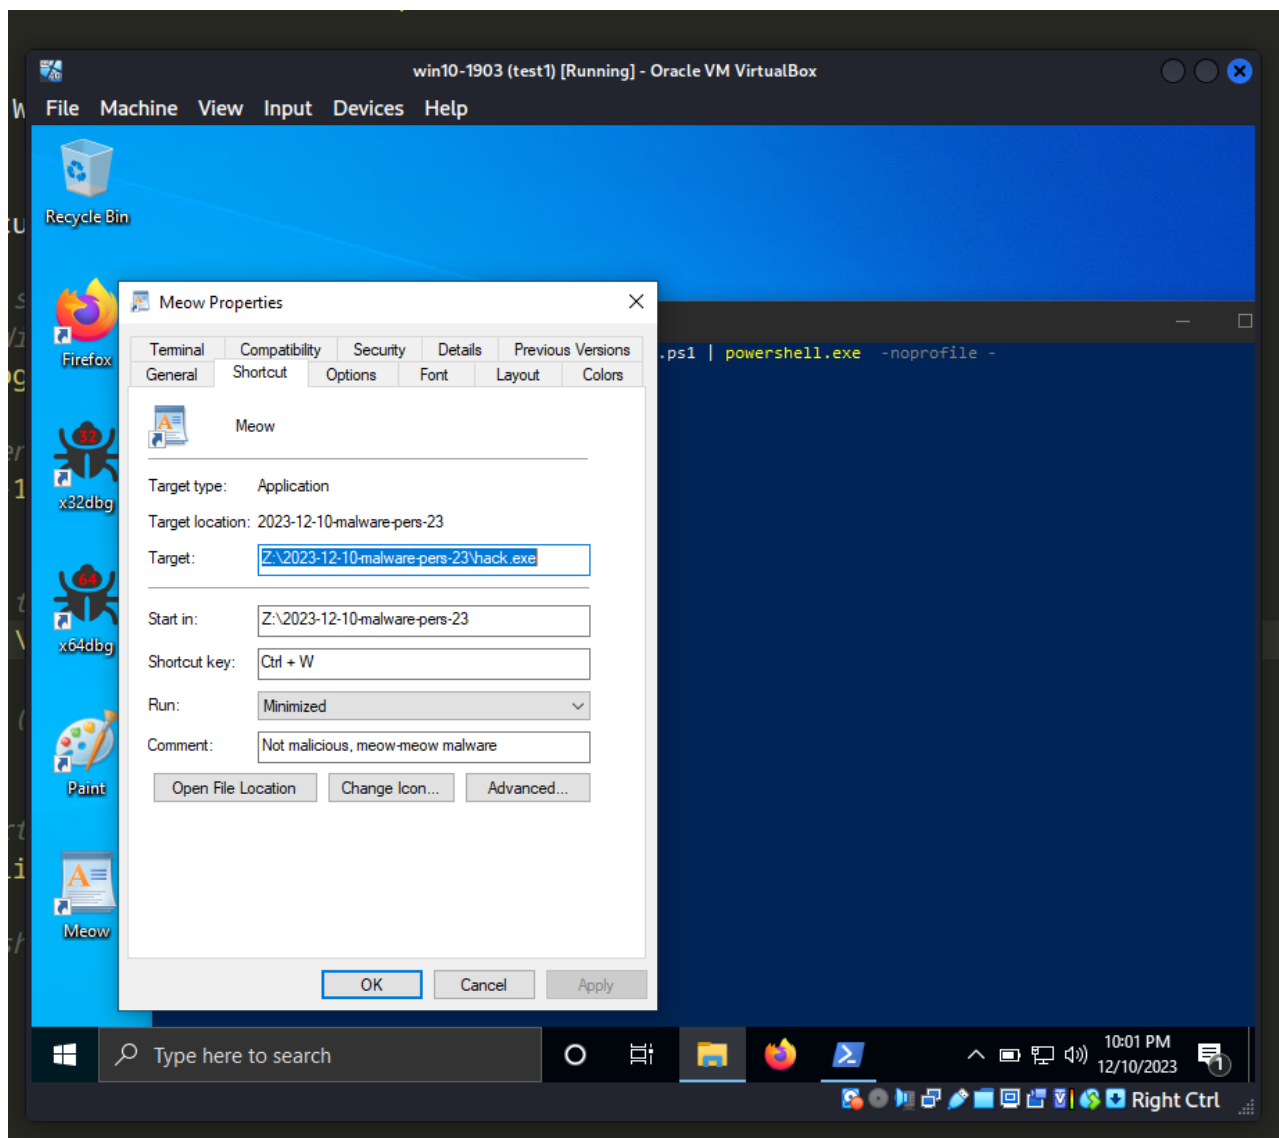 win10-1903 (test1) [Running] - Oracle VM VirtualBox
File Machine View Input Devices Help
Recycle Bin
Firefox
x32dbg
32
x64dbg
64
Paint
Meow
.ps1 | powershell.exe -noprofile -
Meow Properties
Terminal Compatibility Security Details Previous Versions
General Shortcut Options Font Layout Colors
Meow
Target type: Application
Target location: 2023-12-10-malware-pers-23
Target: Z:\2023-12-10-malware-pers-23\hack.exe
Start in: Z:\2023-12-10-malware-pers-23
Shortcut key: Ctrl + W
Run: Minimized
Comment: Not malicious, meow-meow malware
Open File Location Change Icon... Advanced...
OK Cancel Apply
Type here to search
10:01 PM
12/10/2023
1
Right Ctrl